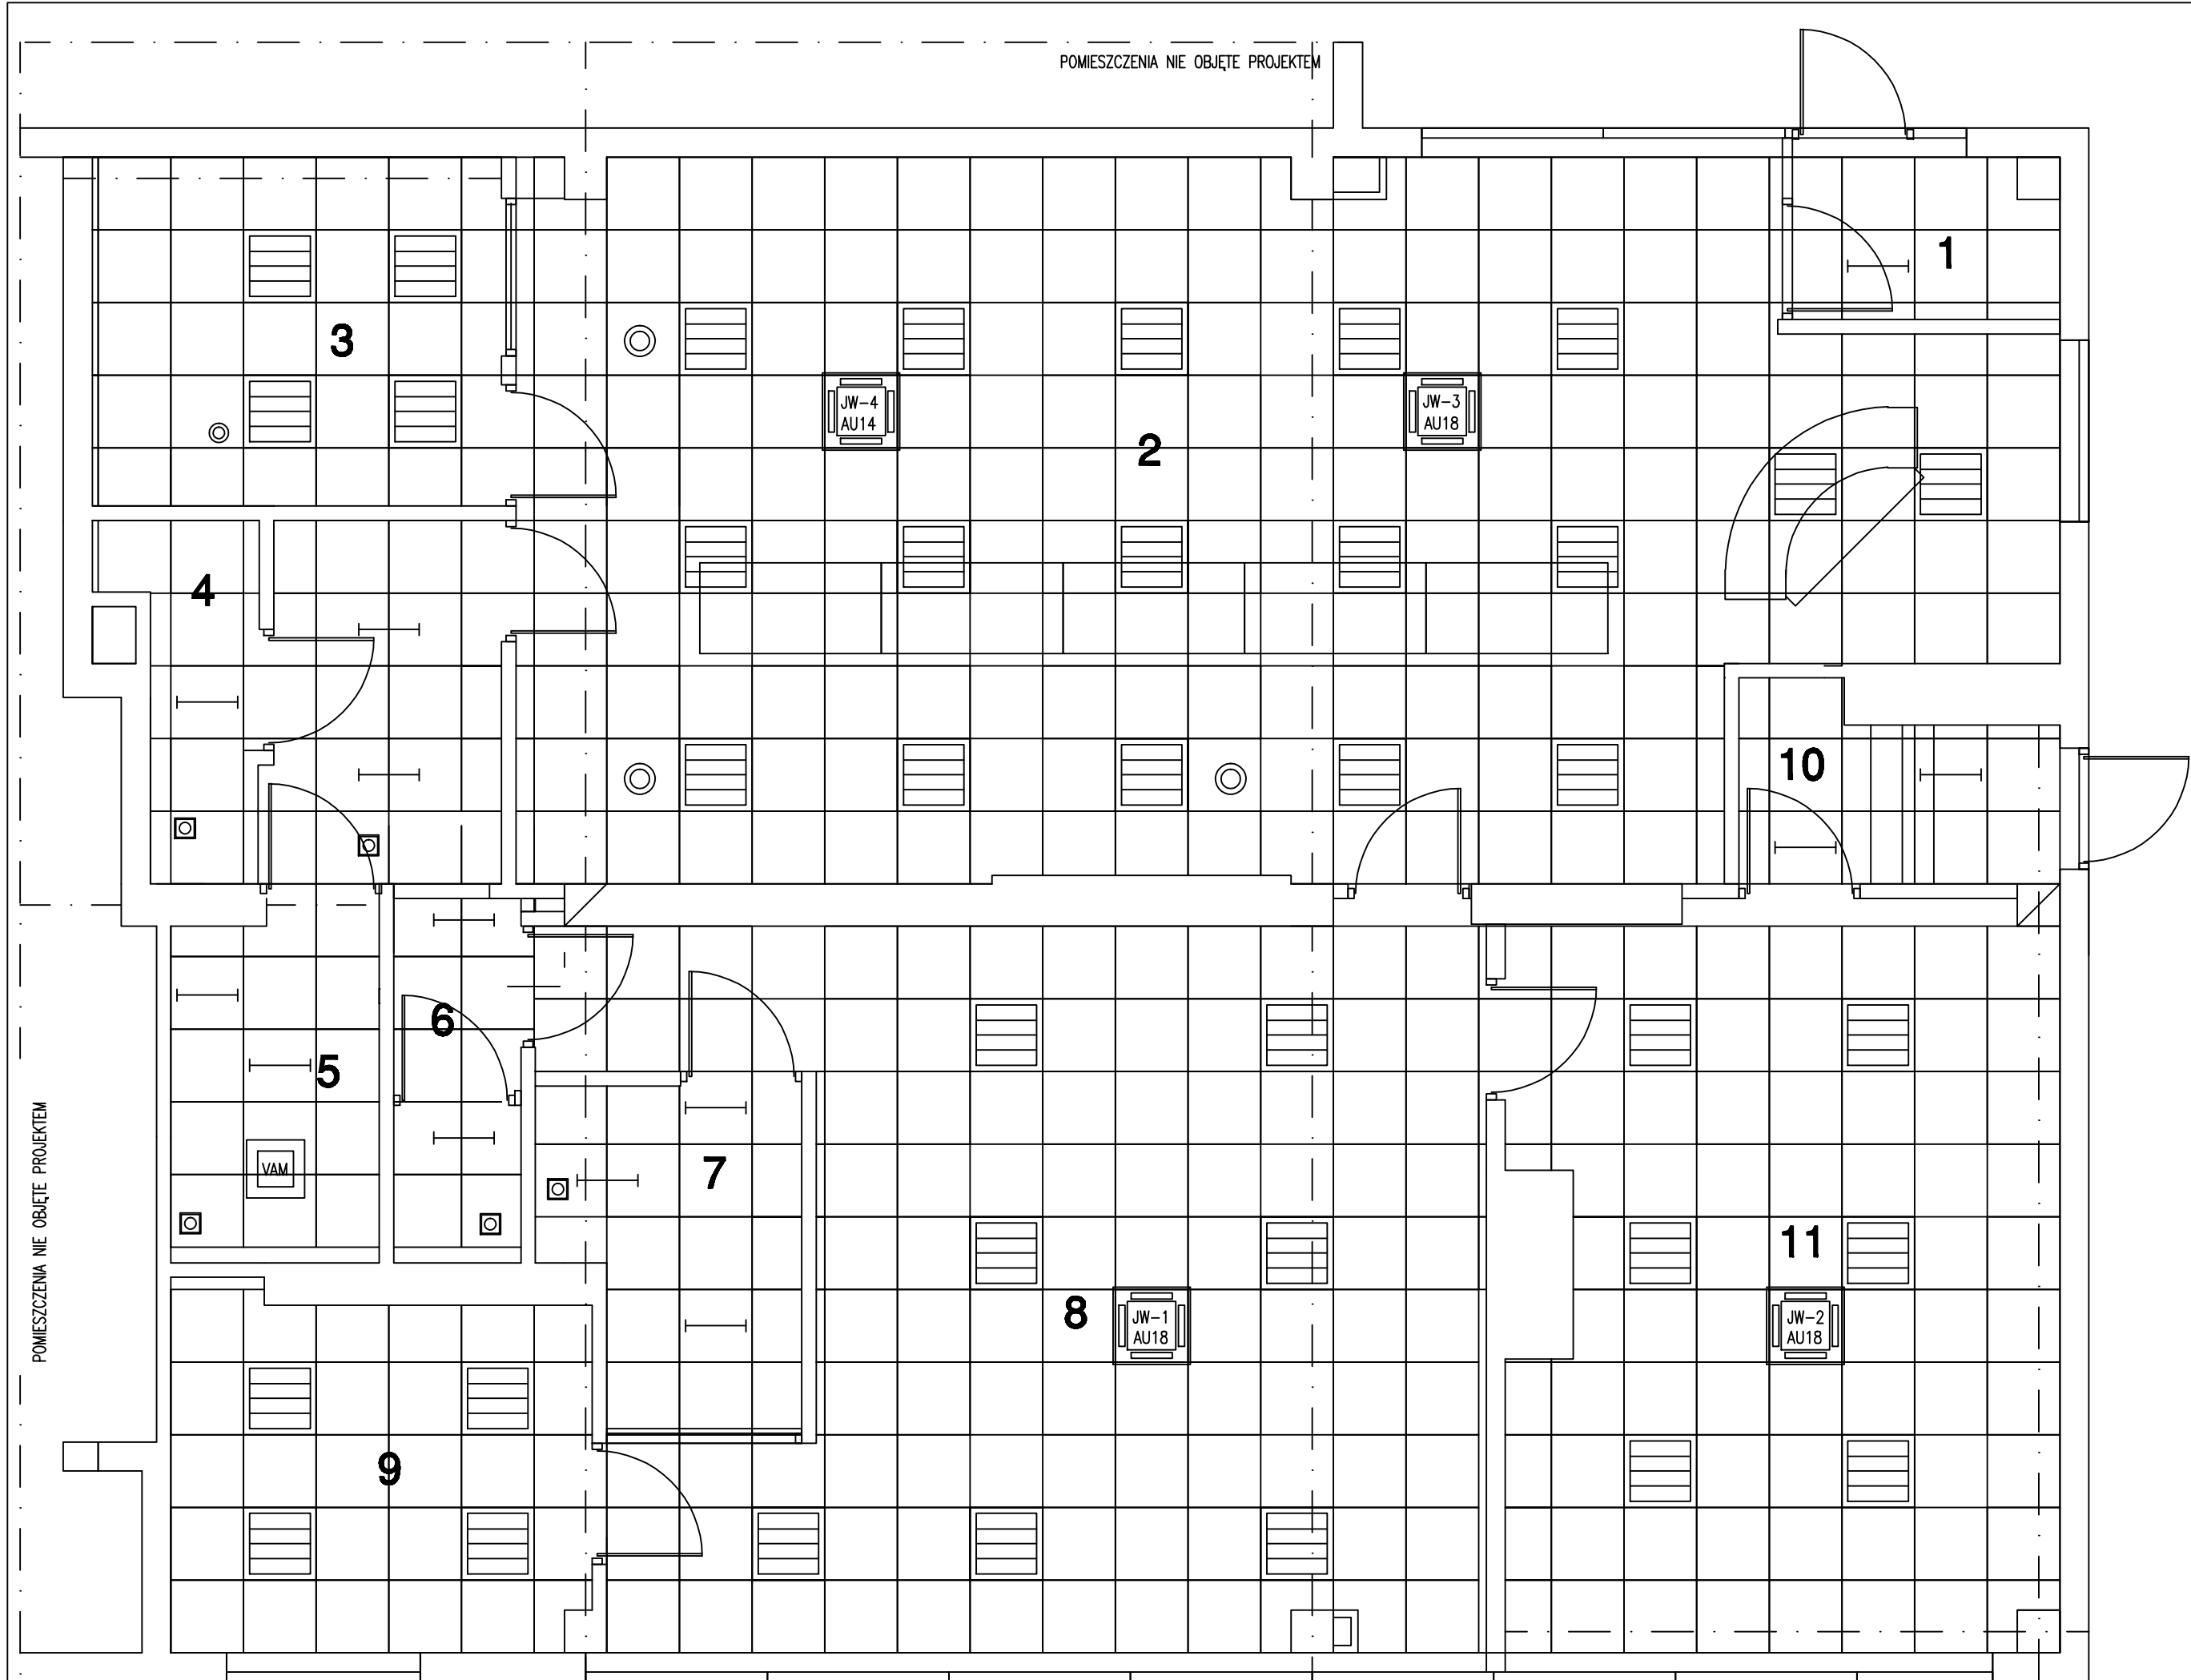 POMIESZCZENIA NIE OBJĘTE PROJEKTEM
1
3
JW-4
AU14
JW-3
AU18
2
4
10
6
5
POMIESZCZENIA NIE OBJĘTE PROJEKTEM
VAM
7
11
8
JW-1
AU18
JW-2
AU18
9